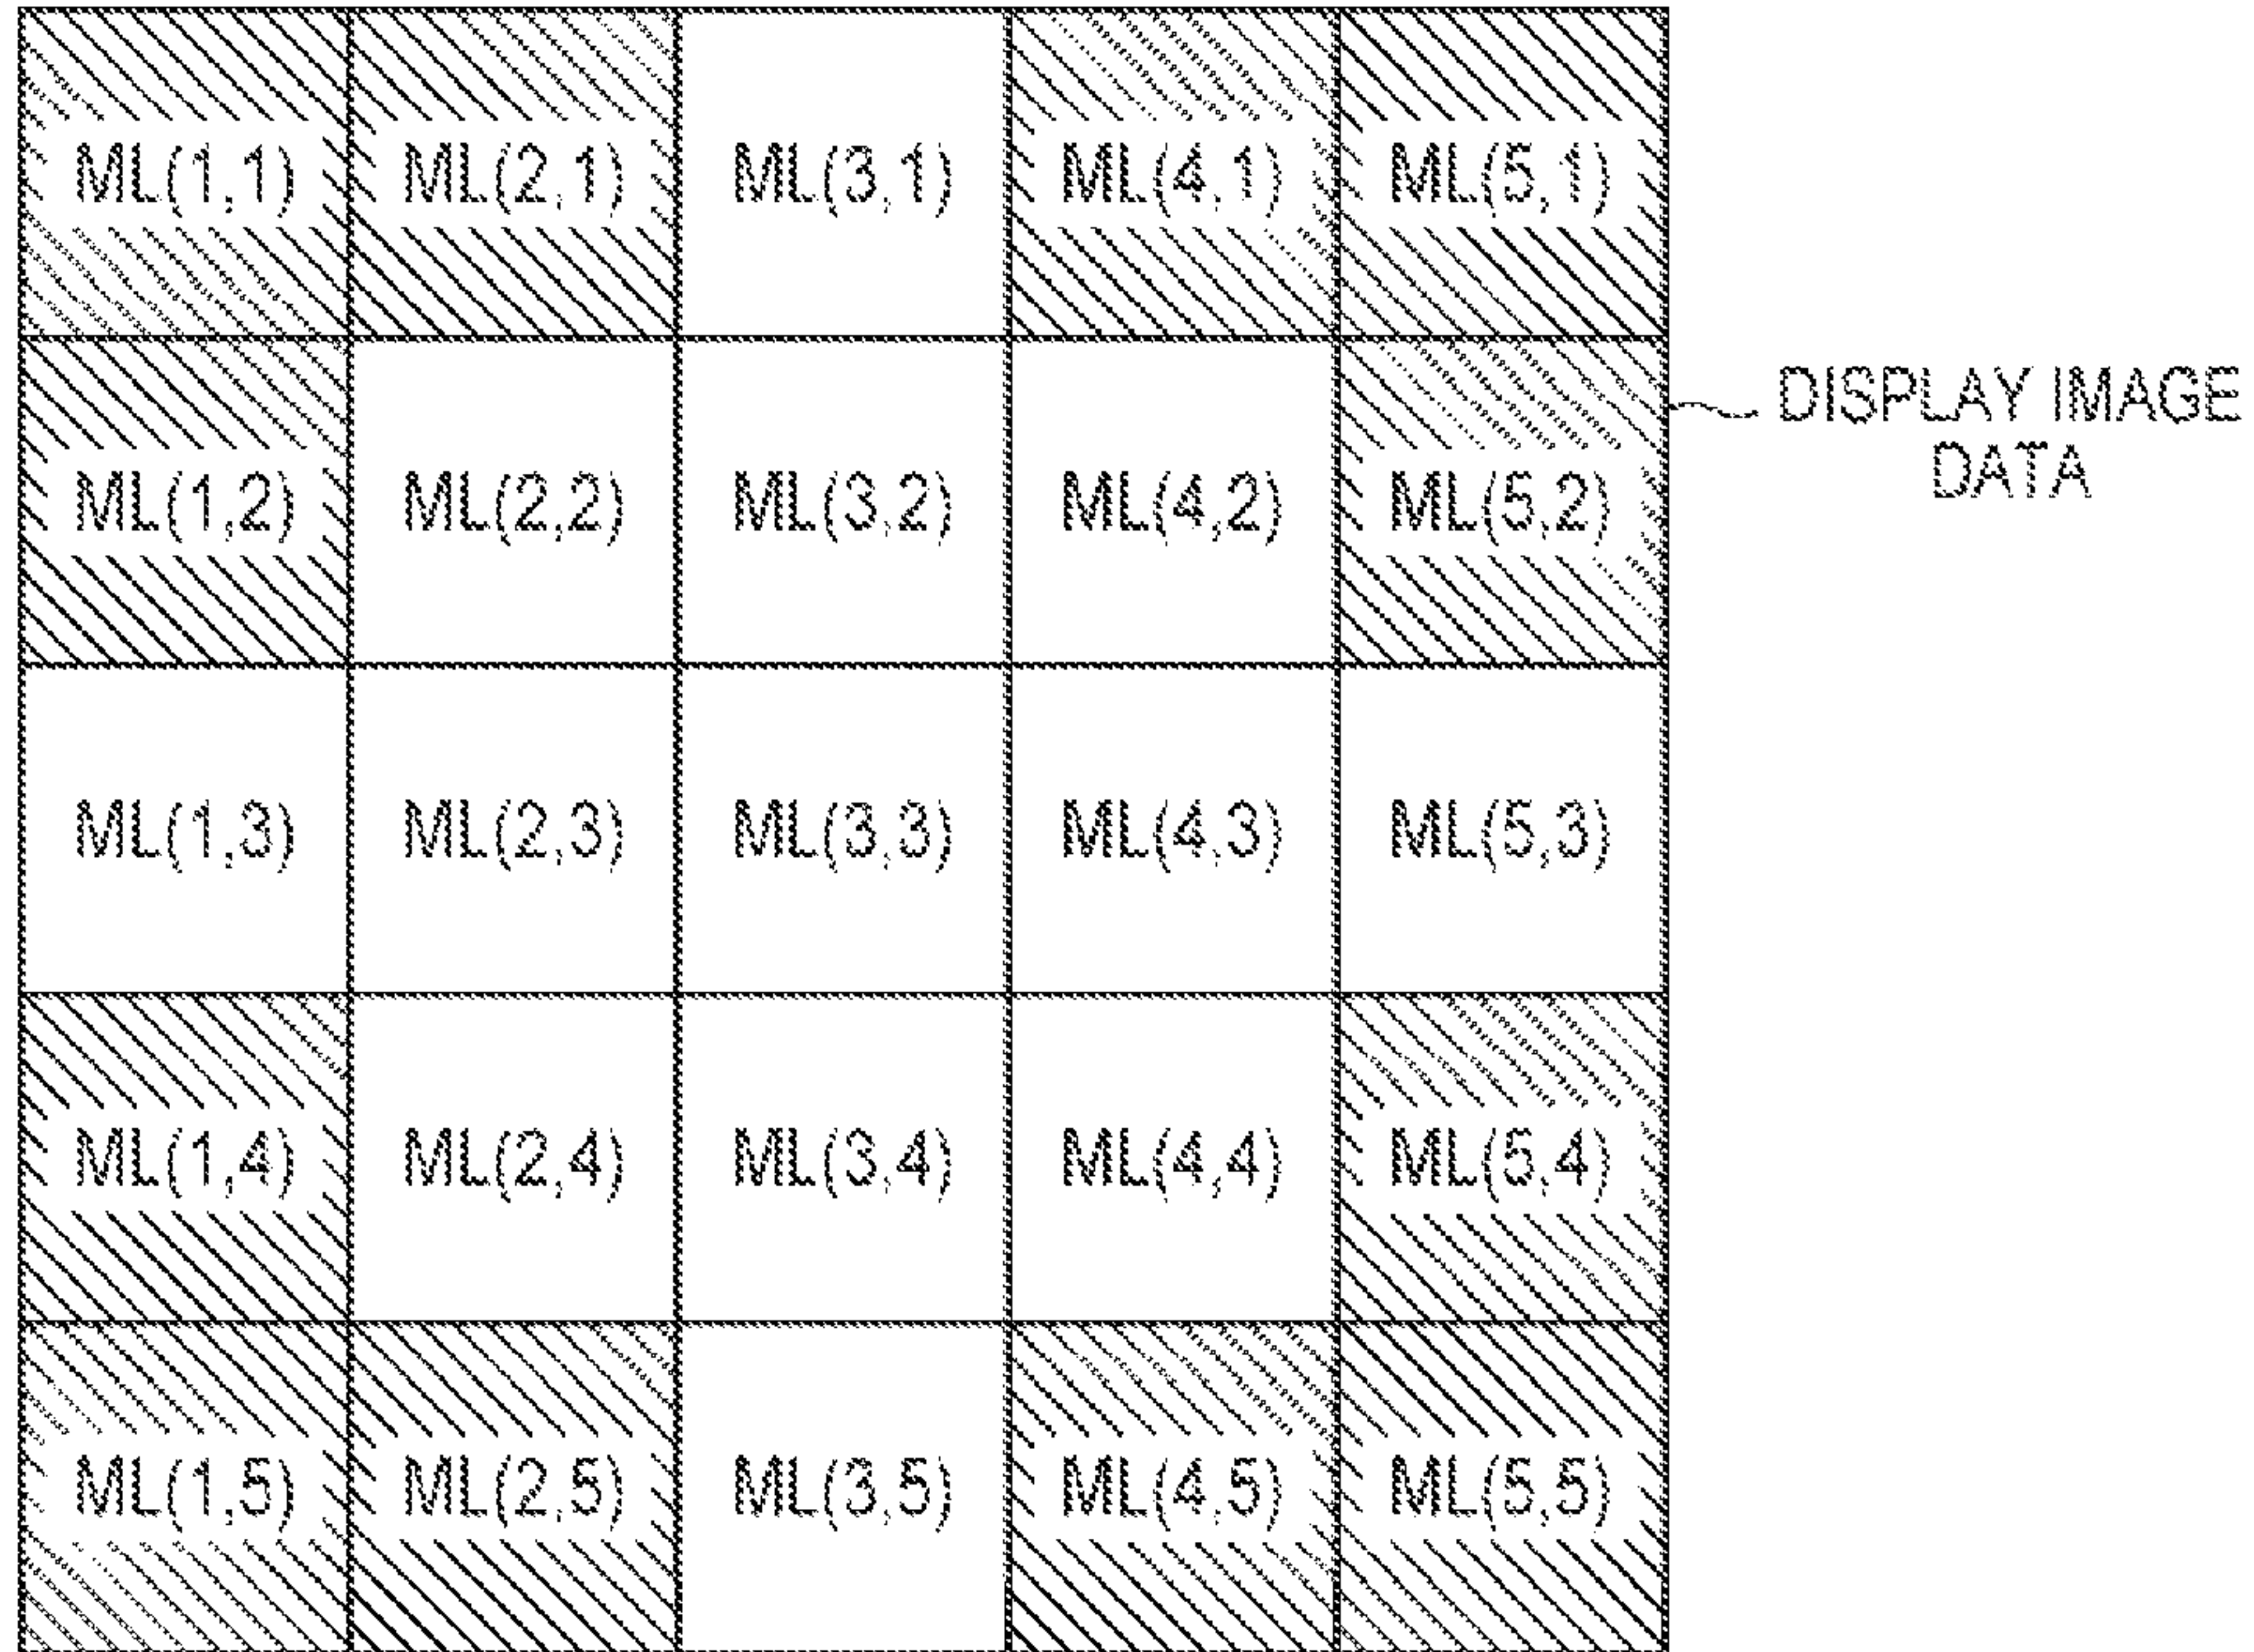 ML(1,1) ML(2,1) ML(3,1) ML(4,1) ML(5,1)
DISPLAY IMAGE
DATA
ML(1,2) ML(2,2) ML(3,2) ML(4,2) ML(5,2)
ML(1,3) ML(2,3) ML(3,3) ML(4,3) ML(5,3)
ML(1,4) ML(2,4) ML(3,4) ML(4,4) ML(5,4)
ML(1,5) ML(2,5) ML(3,5) ML(4,5) ML(5,5)